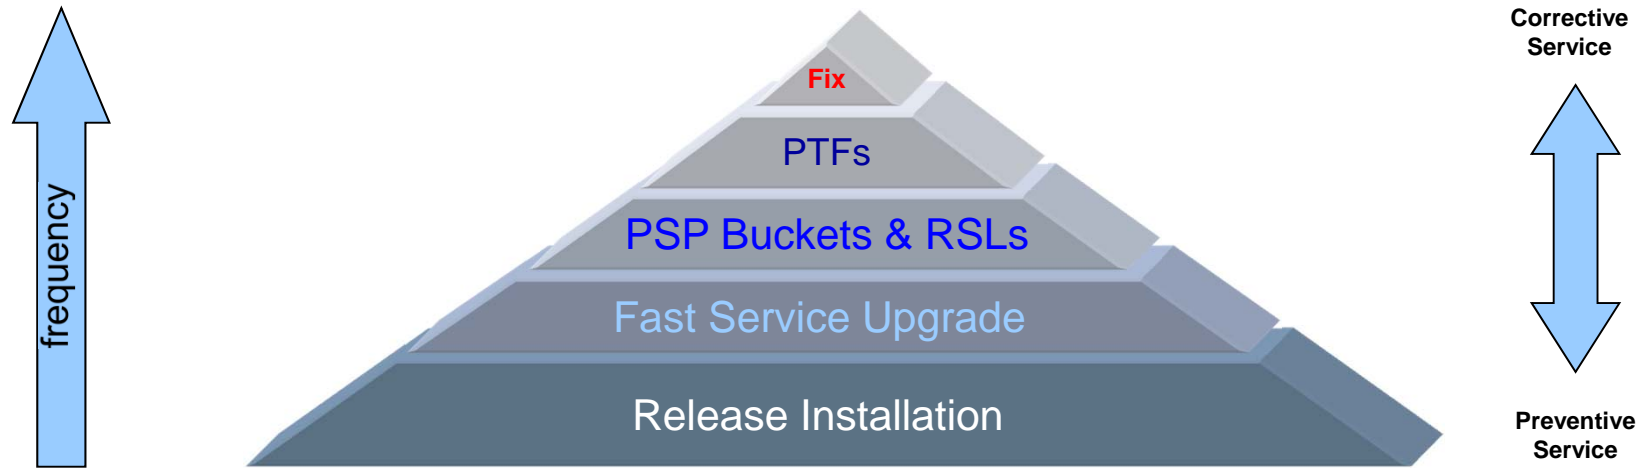 Corrective
Service
Fix
PTFs
PSP Buckets & RSLs
Fast Service Upgrade
Release Installation
frequency
Preventive
Service